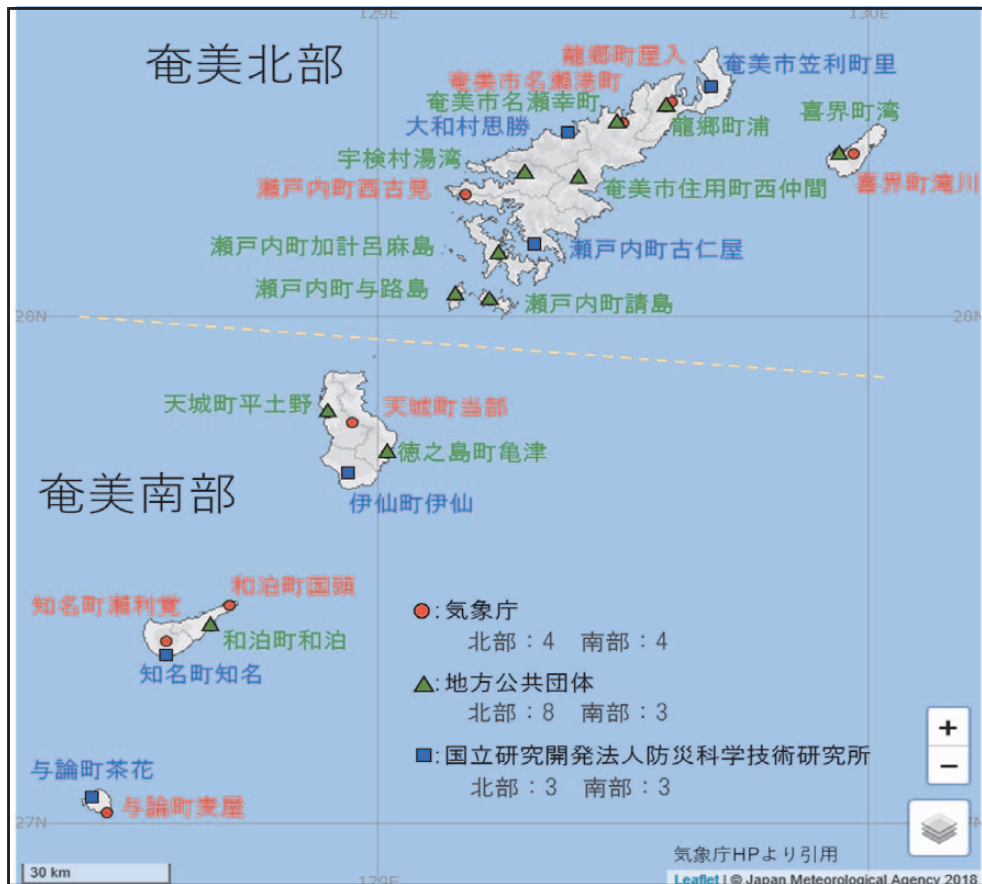 129E
130E
奄美北部
龍郷町屋入
奄美市笠利町里
奄美市名瀬港町
奄美市名瀬幸町
喜界町湾
大和村思勝
龍郷町浦
宇検村湯湾
瀬戸内町西古見
喜界町滝川
奄美市住用町西仲間
瀬戸内町加計呂麻島
瀬戸内町古仁屋
瀬戸内町与路島
瀬戸内町請島
28N
28N
天城町平土野
天城町当部
徳之島町亀津
奄美南部
伊仙町伊仙
和泊町国頭
知名町瀬利覚
和泊町和泊
知名町知名
:気象庁
北部:4 南部:4
:地方公共団体
北部:8 南部:3
:国立研究開発法人防災科学技術研究所
北部:3 南部:3
+
−
与論町茶花
与論町麦屋
27N
7N
気象庁HPより引用
30 km
129E
Leaflet | © Japan Meteorological Agency 2018